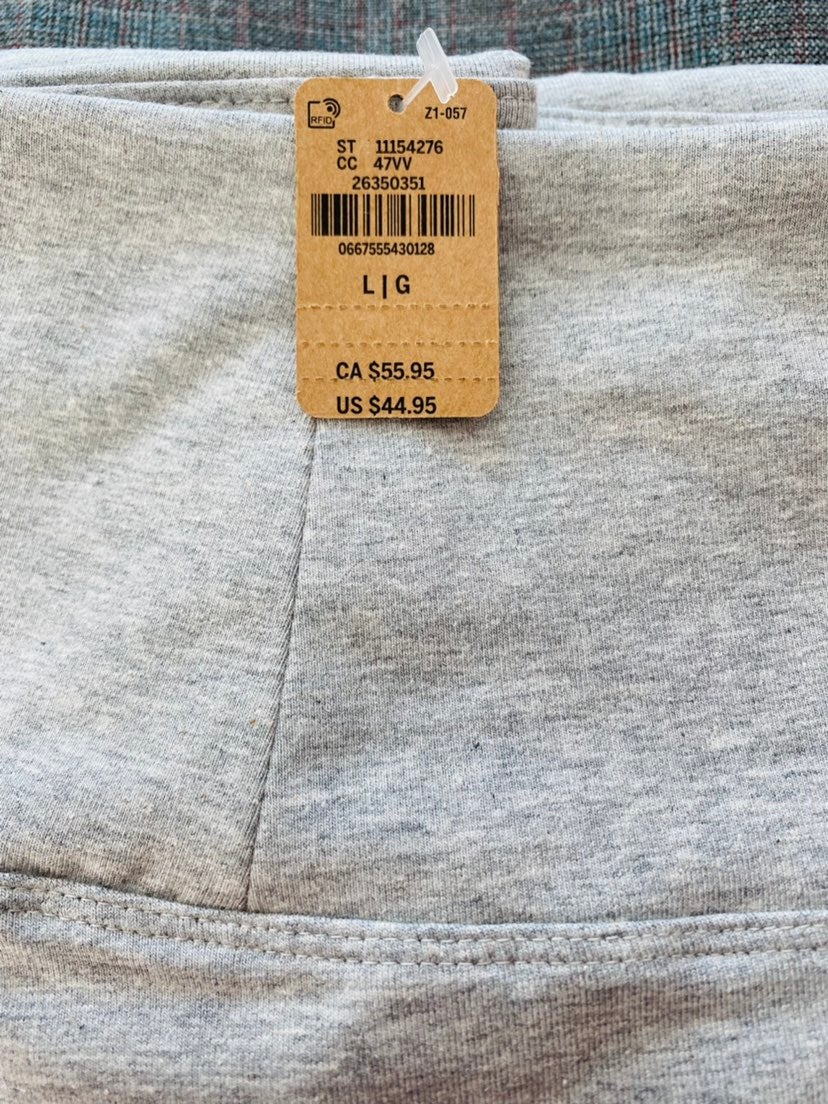 RFID
Z1-057
ST 11154276
CC 47VV
26350351
0667555430128
L | G
CA $55.95
US $44.95